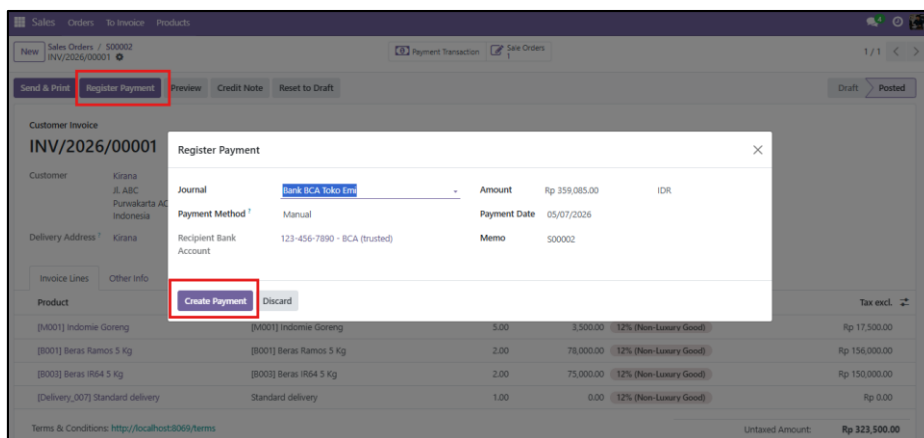 Sales Orders To Invoice Products
New Sales Orders / S00002
INV/2026/00001
Payment Transaction Sale Orders
1
1 / 1
Send & Print Register Payment Preview Credit Note Reset to Draft Draft Posted
Customer Invoice
INV/2026/00001
Customer Kirana
Jl. ABC
Purwakarta AC
Indonesia
Delivery Address ? Kirana
Register Payment
Journal Bank BCA Toko Emi Amount Rp 359,085.00 IDR
Payment Method ? Manual Payment Date 05/07/2026
Recipient Bank Account 123-456-7890 - BCA (trusted) Memo S00002
Create Payment Discard
Invoice Lines Other Info
Product Tax excl.
[M001] Indomie Goreng [M001] Indomie Goreng 5.00 3,500.00 12% (Non-Luxury Good) Rp 17,500.00
[B001] Beras Ramos 5 Kg [B001] Beras Ramos 5 Kg 2.00 78,000.00 12% (Non-Luxury Good) Rp 156,000.00
[B003] Beras IR64 5 Kg [B003] Beras IR64 5 Kg 2.00 75,000.00 12% (Non-Luxury Good) Rp 150,000.00
[Delivery_007] Standard delivery Standard delivery 1.00 0.00 12% (Non-Luxury Good) Rp 0.00
Terms & Conditions: http://localhost:8069/terms Untaxed Amount: Rp 323,500.00